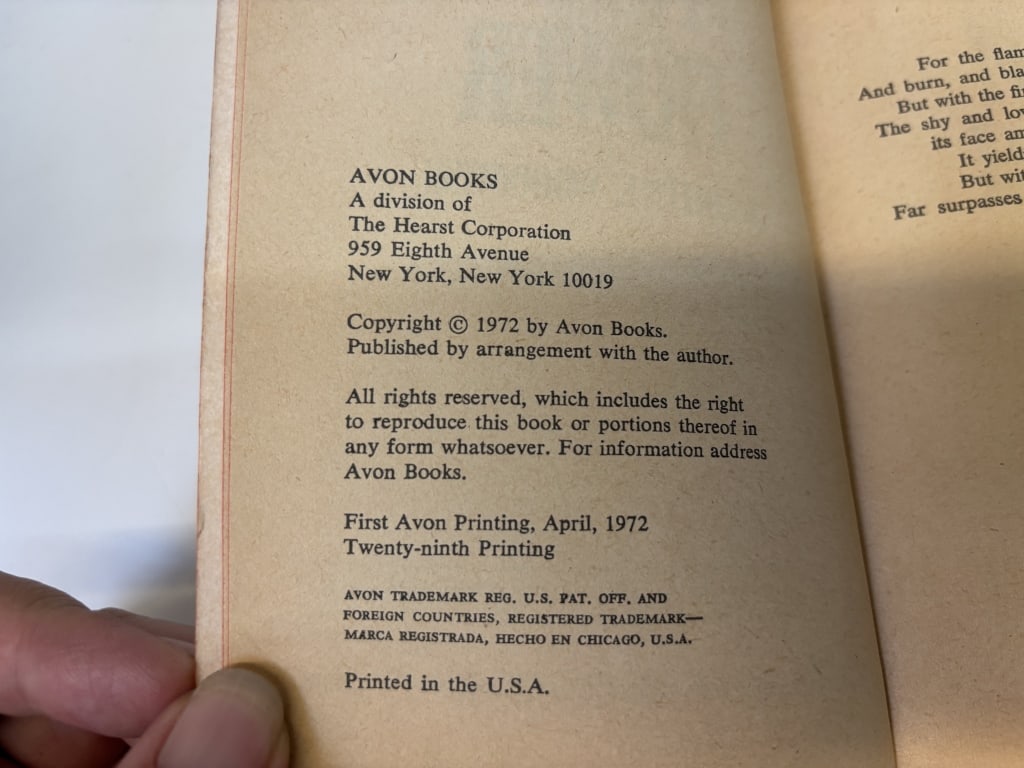 AVON BOOKS
A division of
The Hearst Corporation
959 Eighth Avenue
New York, New York 10019
Copyright © 1972 by Avon Books.
Published by arrangement with the author.
All rights reserved, which includes the right
to reproduce this book or portions thereof in
any form whatsoever. For information address
Avon Books.
First Avon Printing, April, 1972
Twenty-ninth Printing
AVON TRADEMARK REG. U.S. PAT. OFF. AND
FOREIGN COUNTRIES, REGISTERED TRADEMARK—
MARCA REGISTRADA, HECHO EN CHICAGO, U.S.A.
Printed in the U.S.A.
For the
And burn, and
But with the
The shy and
its face
It
But
Far surpasses